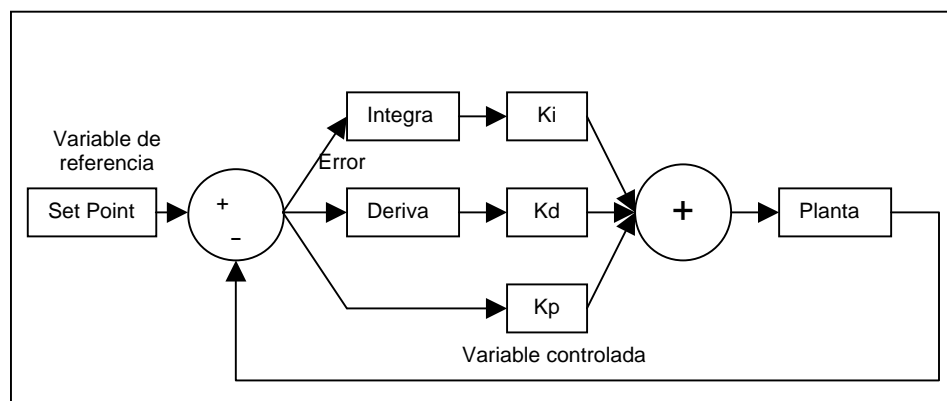 Integra
Ki
Variable de
referencia
Error
Set Point
+
-
Deriva
Kd
+
Planta
Kp
Variable controlada